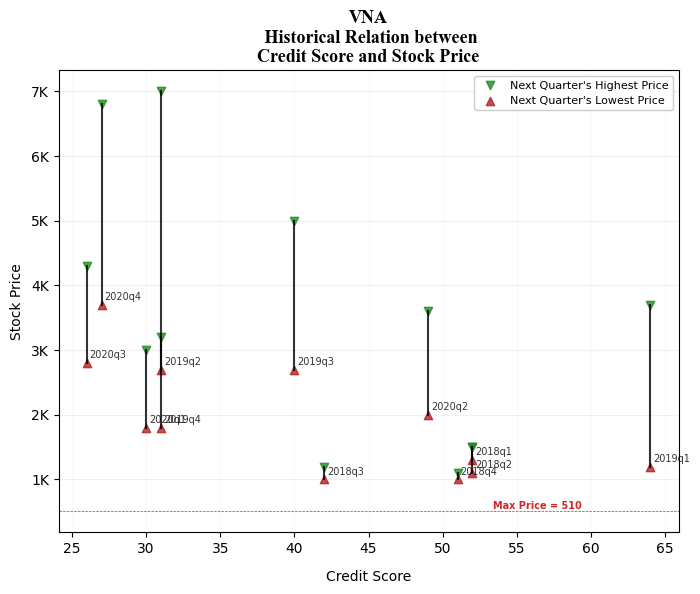 VNA
Historical Relation between
Credit Score and Stock Price
Next Quarter's Highest Price
Next Quarter's Lowest Price
7K
6K
5K
4K
3K
2K
1K
Stock Price
2020q4
2020q3
2019q2
2019q3
2020q1
2019q4
2020q2
2018q1
2018q2
2018q3
2018q4
2019q1
Max Price = 510
25 30 35 40 45 50 55 60 65
Credit Score